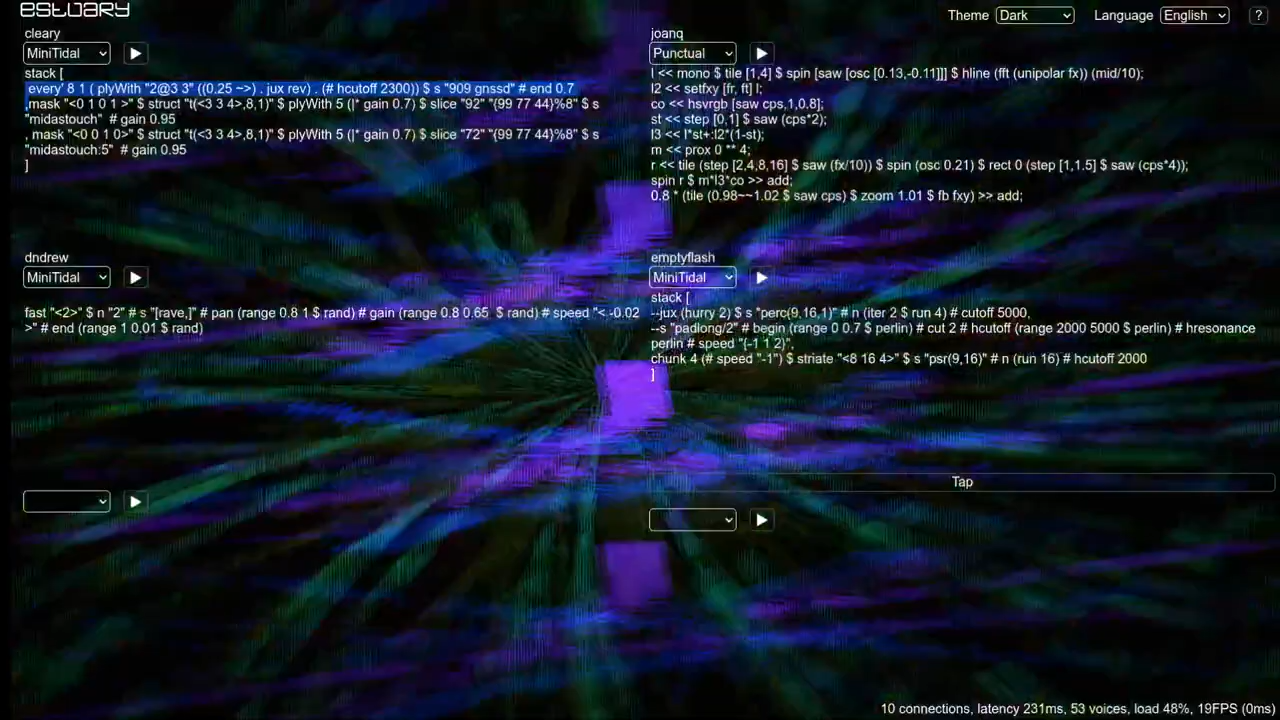 estuary
Theme Dark Language English ?
cleary
MiniTidal
stack [
every' 8 1 ( plyWith "2@3 3" ((0.25 ~>) . jux rev) . (# hcutoff 2300)) $ s "909 gnssd" # end 0.7
,mask "<0 1 0 1 >" $ struct "t(<3 3 4>,8,1)" $ plyWith 5 (|* gain 0.7) $ slice "92" "{99 77 44}%8" $ s
"midastouch" # gain 0.95
, mask "<0 0 1 0>" $ struct "t(<3 3 4>,8,1)" $ plyWith 5 (|* gain 0.7) $ slice "72" "{99 77 44}%8" $ s
"midastouch:5" # gain 0.95
]
joanq
Punctual
l << mono $ tile [1,4] $ spin [saw [osc [0.13,-0.11]]] $ hline (fft (unipolar fx)) (mid/10);
l2 << setfxy [fr, ft] l;
co << hsvrgb [saw cps,1,0.8];
st << step [0,1] $ saw (cps*2);
l3 << l*st+:l2*(1-st);
m << prox 0 ** 4;
r << tile (step [2,4,8,16] $ saw (fx/10)) $ spin (osc 0.21) $ rect 0 (step [1,1.5] $ saw (cps*4));
spin r $ m*l3*co >> add;
0.8 * (tile (0.98~~1.02 $ saw cps) $ zoom 1.01 $ fb fxy) >> add;
dndrew
MiniTidal
fast "<2>" $ n "2" # s "[rave,]" # pan (range 0.8 1 $ rand) # gain (range 0.8 0.65 $ rand) # speed "< -0.02
>" # end (range 1 0.01 $ rand)
emptyflash
MiniTidal
stack [
--jux (hurry 2) $ s "perc(9,16,1)" # n (iter 2 $ run 4) # cutoff 5000,
--s "padlong/2" # begin (range 0 0.7 $ perlin) # cut 2 # hcutoff (range 2000 5000 $ perlin) # hresonance
perlin # speed "{-1 1 2}",
chunk 4 (# speed "-1") $ striate "<8 16 4>" $ s "psr(9,16)" # n (run 16) # hcutoff 2000
]
Tap
10 connections, latency 231ms, 53 voices, load 48%, 19FPS (0ms)